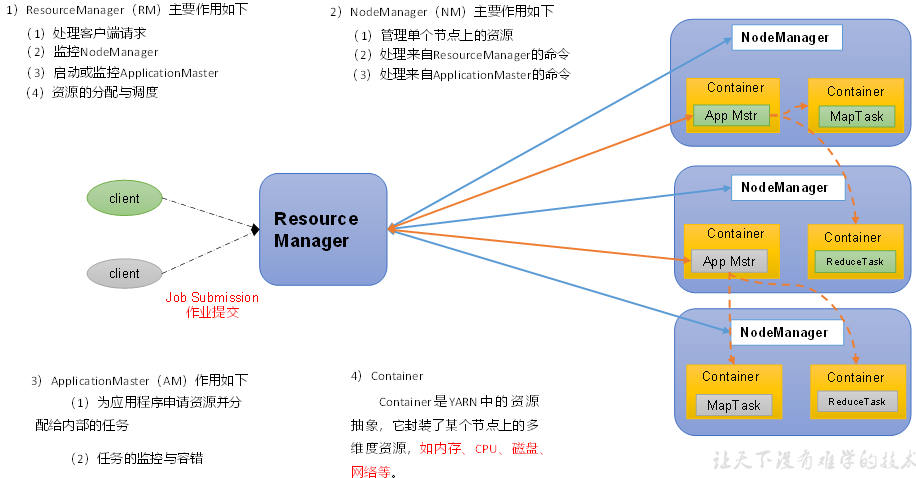 1）ResourceManager（RM）主要作用如下
（1）处理客户端请求
（2）监控NodeManager
（3）启动或监控ApplicationMaster
（4）资源的分配与调度
2）NodeManager（NM）主要作用如下
（1）管理单个节点上的资源
（2）处理来自ResourceManager的命令
（3）处理来自ApplicationMaster的命令
client
client
Job Submission
作业提交
Resource
Manager
NodeManager
Container
App Mstr
Container
MapTask
NodeManager
Container
App Mstr
Container
ReduceTask
NodeManager
Container
MapTask
Container
ReduceTask
3）ApplicationMaster（AM）作用如下
（1）为应用程序申请资源并分
配给内部的任务
（2）任务的监控与容错
4）Container
Container是YARN中的资源
抽象，它封装了某个节点上的多
维度资源，如内存、CPU、磁盘、
网络等。
让天下没有难学的技术